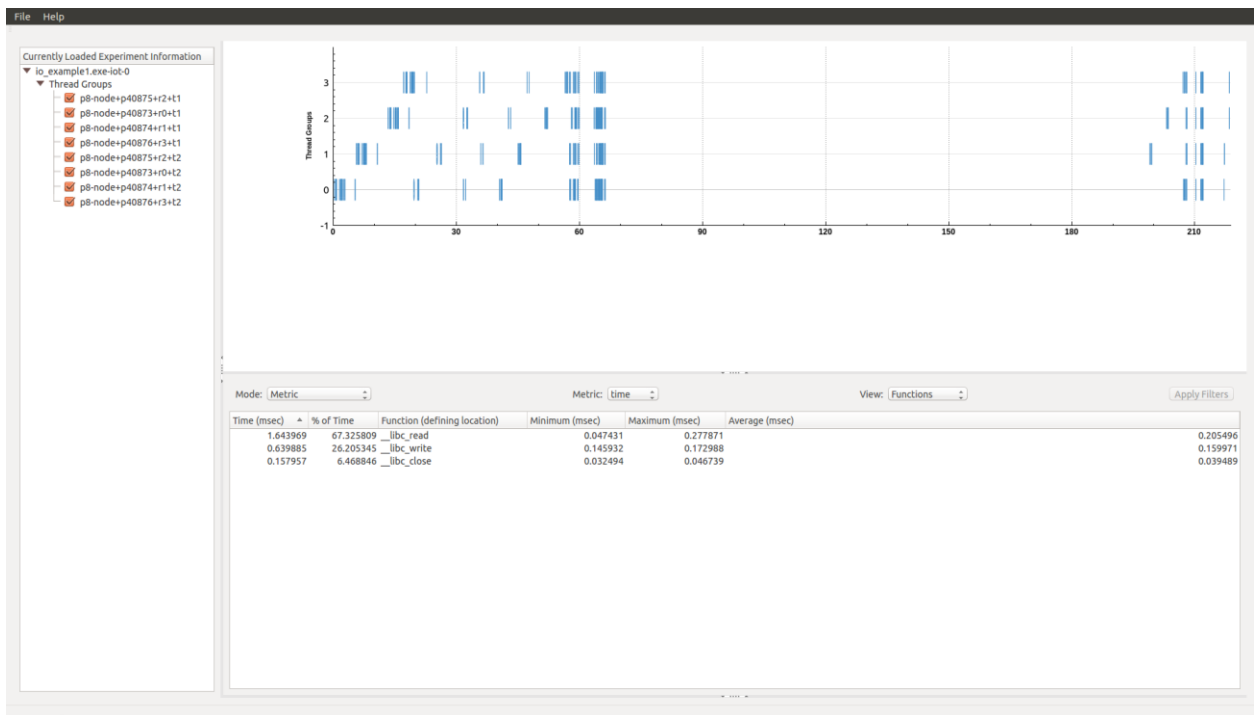 File Help
Currently Loaded Experiment Information
io_example1.exe-iot-0
Thread Groups
p8-node+p40875+r2+t1
p8-node+p40873+r0+t1
p8-node+p40874+r1+t1
p8-node+p40876+r3+t1
p8-node+p40875+r2+t2
p8-node+p40873+r0+t2
p8-node+p40874+r1+t2
p8-node+p40876+r3+t2
Thread Groups
3
2
1
0
-1
0 30 60 90 120 150 180 210
Mode: Metric Metric: time View: Functions Apply Filters
Time (msec) % of Time Function (defining location) Minimum (msec) Maximum (msec) Average (msec)
1.643969 67.325809 __libc_read 0.047431 0.277871 0.205496
0.639885 26.205345 __libc_write 0.145932 0.172988 0.159971
0.157957 6.468846 __libc_close 0.032494 0.046739 0.039489